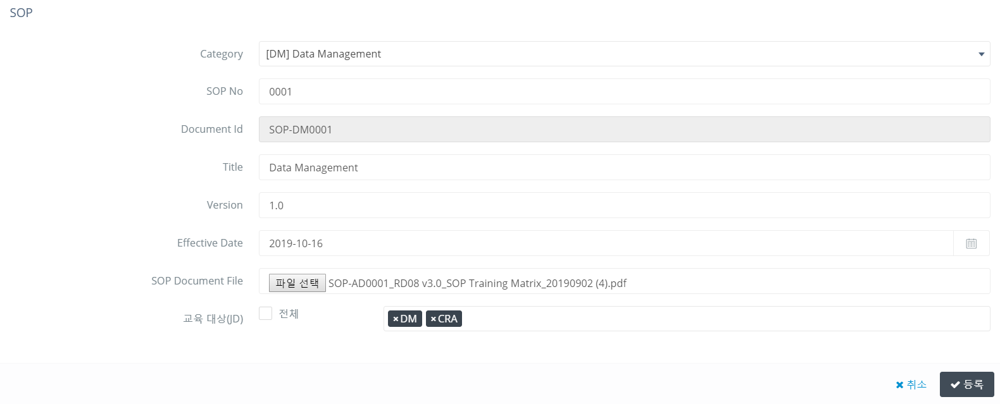 SOP
Category [DM] Data Management
SOP No 0001
Document Id SOP-DM0001
Title Data Management
Version 1.0
Effective Date 2019-10-16
SOP Document File 파일 선택 SOP-AD0001_RD08 v3.0_SOP Training Matrix_20190902 (4).pdf
교육 대상(JD) 전체 ×DM ×CRA
취소 등록